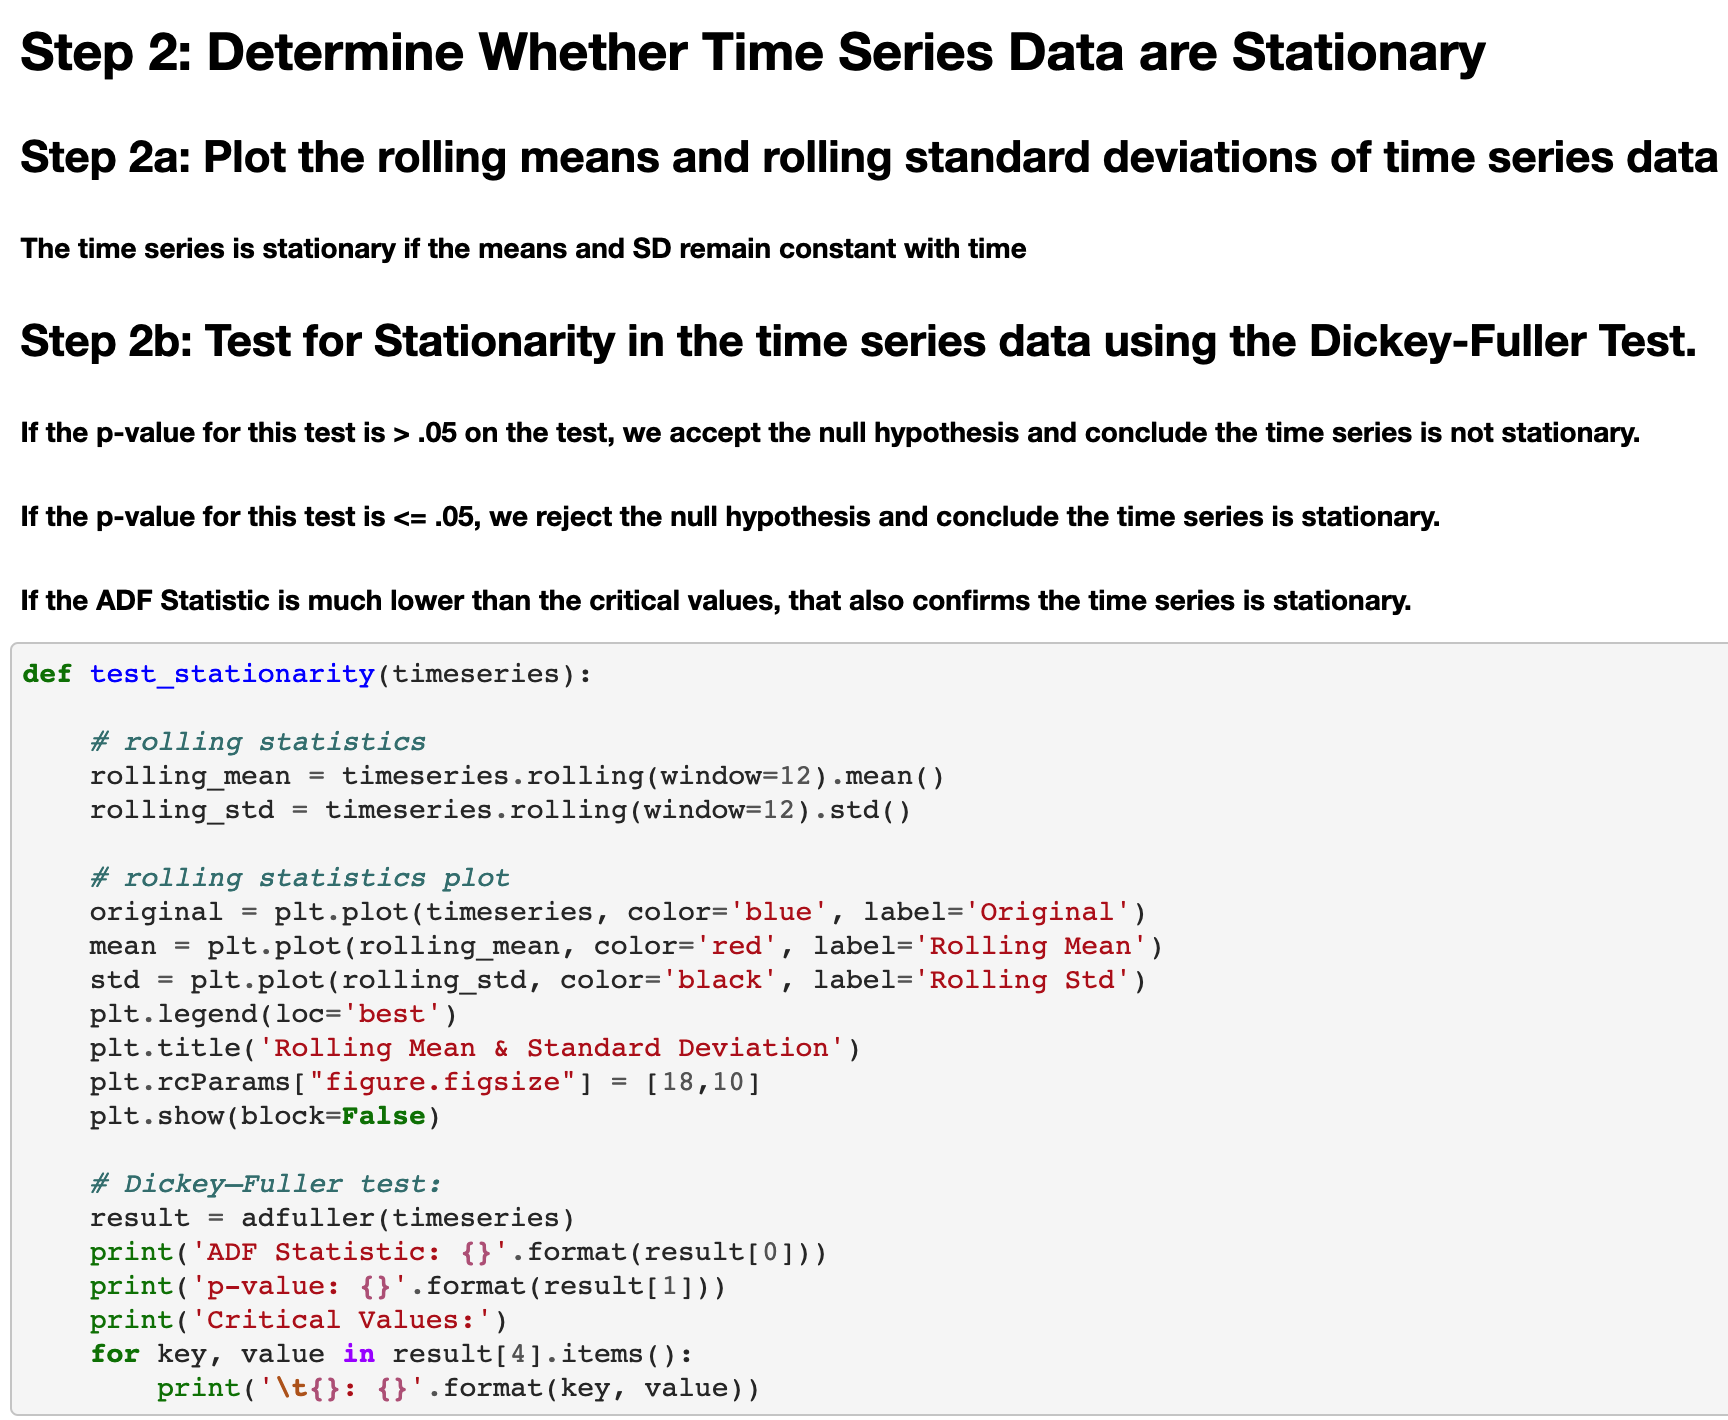 Step 2: Determine Whether Time Series Data are Stationary
Step 2a: Plot the rolling means and rolling standard deviations of time series data
The time series is stationary if the means and SD remain constant with time
Step 2b: Test for Stationarity in the time series data using the Dickey-Fuller Test.
If the p-value for this test is > .05 on the test, we accept the null hypothesis and conclude the time series is not stationary.
If the p-value for this test is <= .05, we reject the null hypothesis and conclude the time series is stationary.
If the ADF Statistic is much lower than the critical values, that also confirms the time series is stationary.
def test_stationarity(timeseries):
    # rolling statistics
    rolling_mean = timeseries.rolling(window=12).mean()
    rolling_std = timeseries.rolling(window=12).std()
    # rolling statistics plot
    original = plt.plot(timeseries, color='blue', label='Original')
    mean = plt.plot(rolling_mean, color='red', label='Rolling Mean')
    std = plt.plot(rolling_std, color='black', label='Rolling Std')
    plt.legend(loc='best')
    plt.title('Rolling Mean & Standard Deviation')
    plt.rcParams["figure.figsize"] = [18,10]
    plt.show(block=False)
    # Dickey–Fuller test:
    result = adfuller(timeseries)
    print('ADF Statistic: {}'.format(result[0]))
    print('p-value: {}'.format(result[1]))
    print('Critical Values:')
    for key, value in result[4].items():
        print('\t{}: {}'.format(key, value))